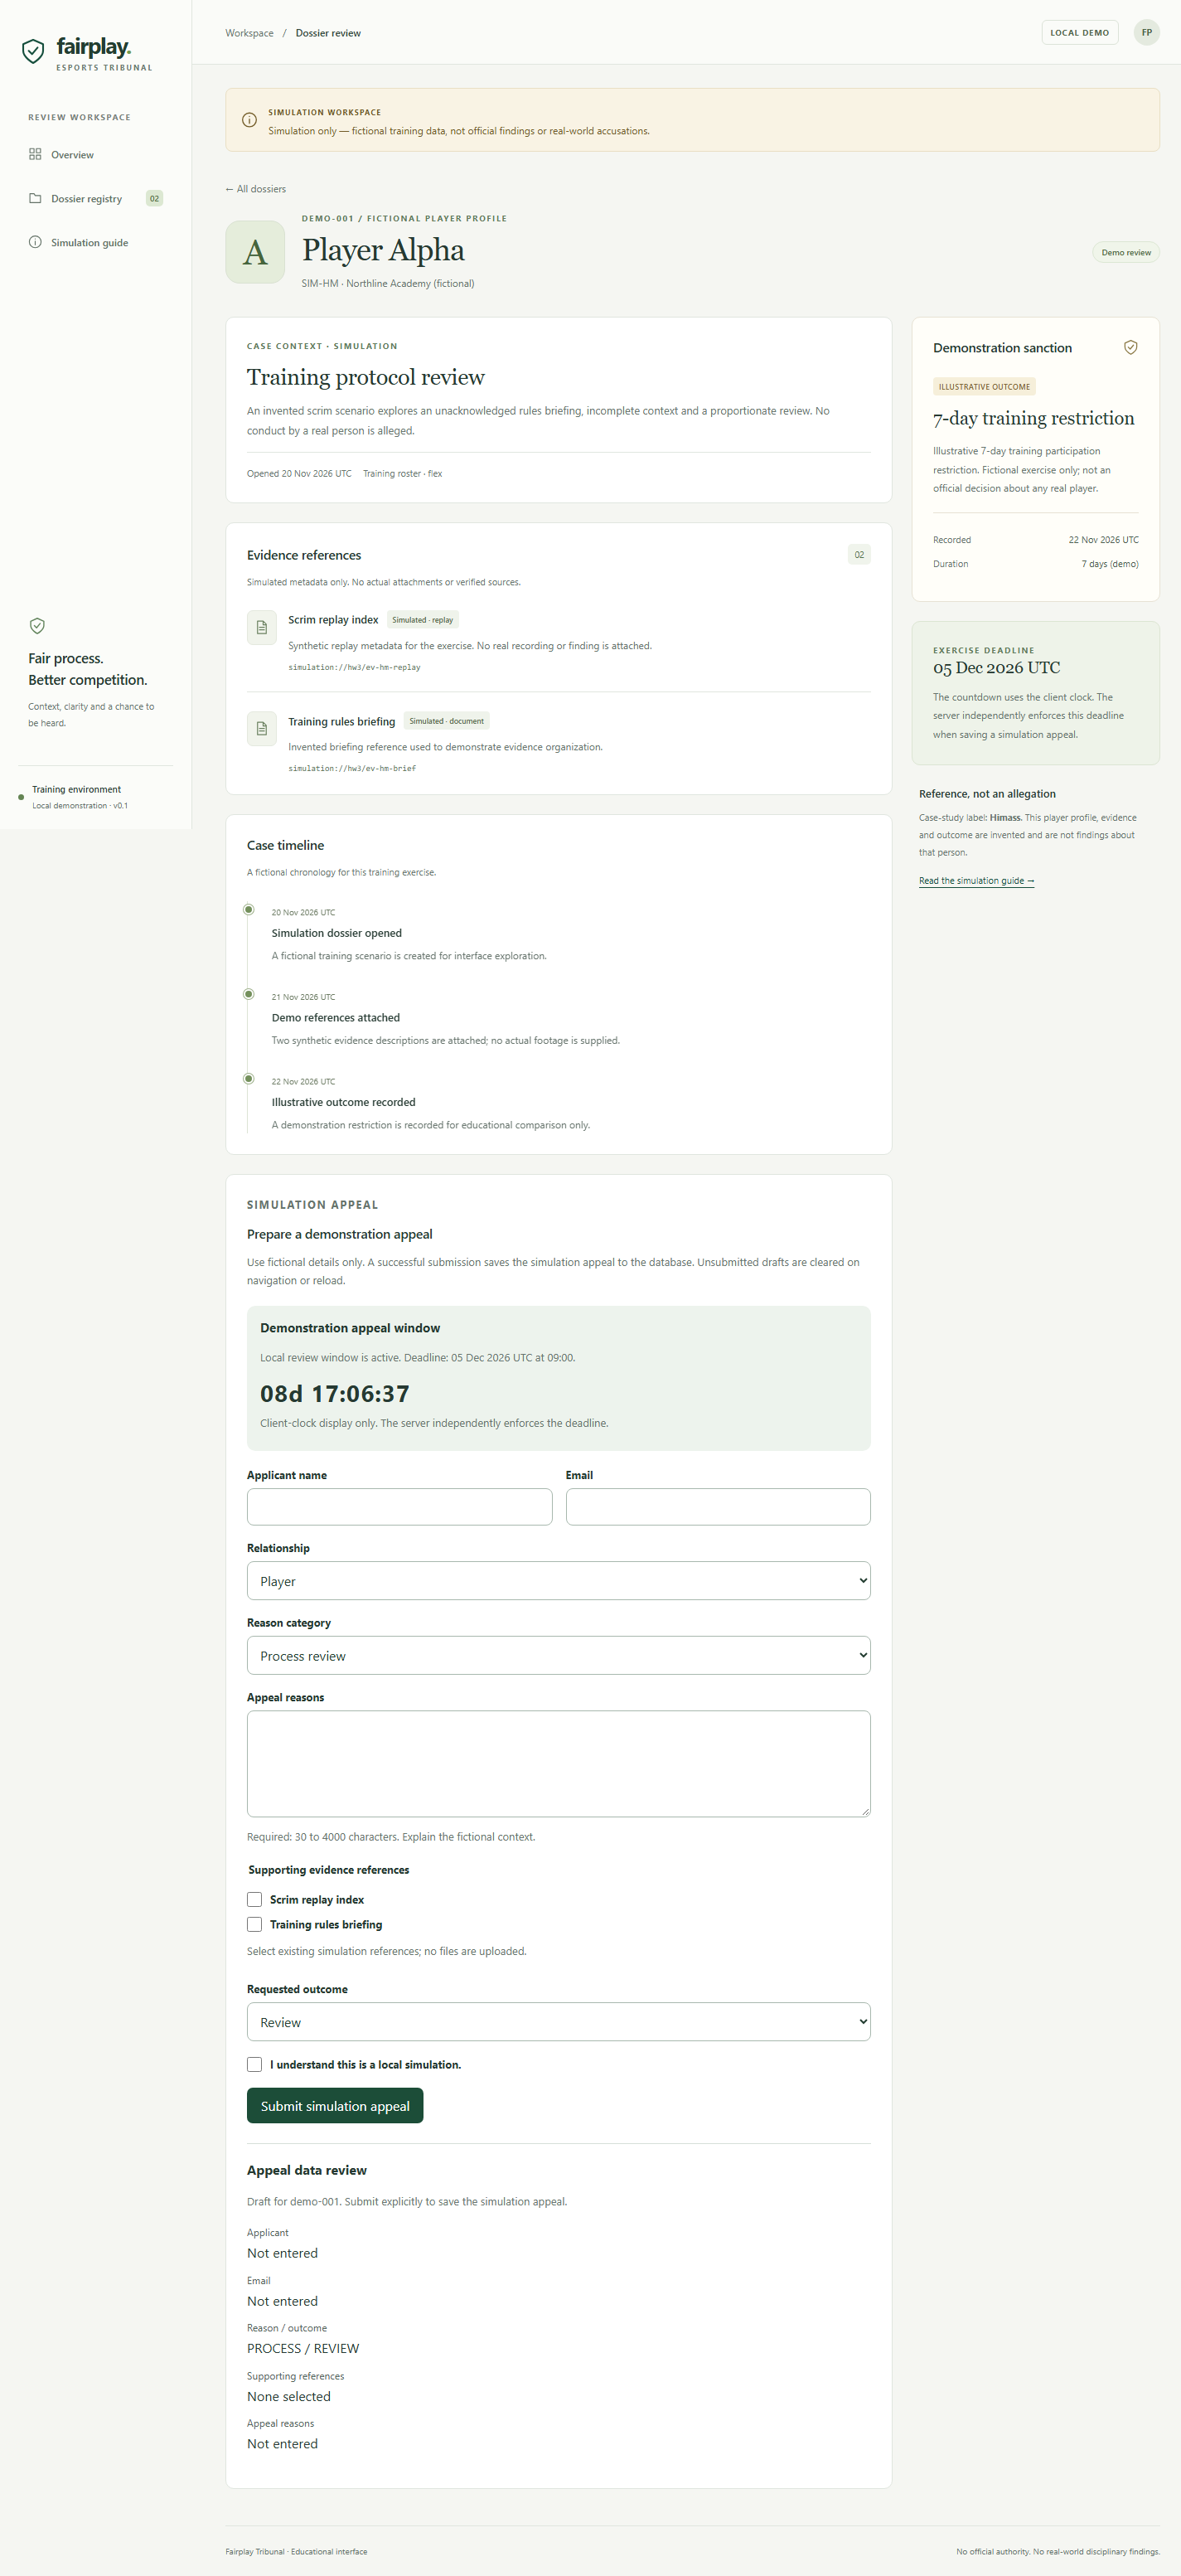 fairplay.
ESPORTS TRIBUNAL
REVIEW WORKSPACE
Overview
Dossier registry 02
Simulation guide
Fair process.
Better competition.
Context, clarity and a chance to
be heard.
Training environment
Local demonstration · v0.1
Workspace / Dossier review
LOCAL DEMO FP
SIMULATION WORKSPACE
Simulation only — fictional training data, not official findings or real-world accusations.
← All dossiers
A
DEMO-001 / FICTIONAL PLAYER PROFILE
Player Alpha
SIM-HM · Northline Academy (fictional)
Demo review
CASE CONTEXT · SIMULATION
Training protocol review
An invented scrim scenario explores an unacknowledged rules briefing, incomplete context and a proportionate review. No
conduct by a real person is alleged.
Opened 20 Nov 2026 UTC Training roster · flex
Evidence references 02
Simulated metadata only. No actual attachments or verified sources.
Scrim replay index Simulated · replay
Synthetic replay metadata for the exercise. No real recording or finding is attached.
simulation://hw3/ev-hm-replay
Training rules briefing Simulated · document
Invented briefing reference used to demonstrate evidence organization.
simulation://hw3/ev-hm-brief
Case timeline
A fictional chronology for this training exercise.
20 Nov 2026 UTC
Simulation dossier opened
A fictional training scenario is created for interface exploration.
21 Nov 2026 UTC
Demo references attached
Two synthetic evidence descriptions are attached; no actual footage is supplied.
22 Nov 2026 UTC
Illustrative outcome recorded
A demonstration restriction is recorded for educational comparison only.
SIMULATION APPEAL
Prepare a demonstration appeal
Use fictional details only. A successful submission saves the simulation appeal to the database. Unsubmitted drafts are cleared on
navigation or reload.
Demonstration appeal window
Local review window is active. Deadline: 05 Dec 2026 UTC at 09:00.
08d 17:06:37
Client-clock display only. The server independently enforces the deadline.
Applicant name Email
Relationship
Player
Reason category
Process review
Appeal reasons
Required: 30 to 4000 characters. Explain the fictional context.
Supporting evidence references
Scrim replay index
Training rules briefing
Select existing simulation references; no files are uploaded.
Requested outcome
Review
I understand this is a local simulation.
Submit simulation appeal
Appeal data review
Draft for demo-001. Submit explicitly to save the simulation appeal.
Applicant
Not entered
Email
Not entered
Reason / outcome
PROCESS / REVIEW
Supporting references
None selected
Appeal reasons
Not entered
Demonstration sanction
ILLUSTRATIVE OUTCOME
7-day training restriction
Illustrative 7-day training participation
restriction. Fictional exercise only; not an
official decision about any real player.
Recorded 22 Nov 2026 UTC
Duration 7 days (demo)
EXERCISE DEADLINE
05 Dec 2026 UTC
The countdown uses the client clock. The
server independently enforces this deadline
when saving a simulation appeal.
Reference, not an allegation
Case-study label: Himass. This player profile, evidence
and outcome are invented and are not findings about
that person.
Read the simulation guide →
Fairplay Tribunal · Educational interface
No official authority. No real-world disciplinary findings.